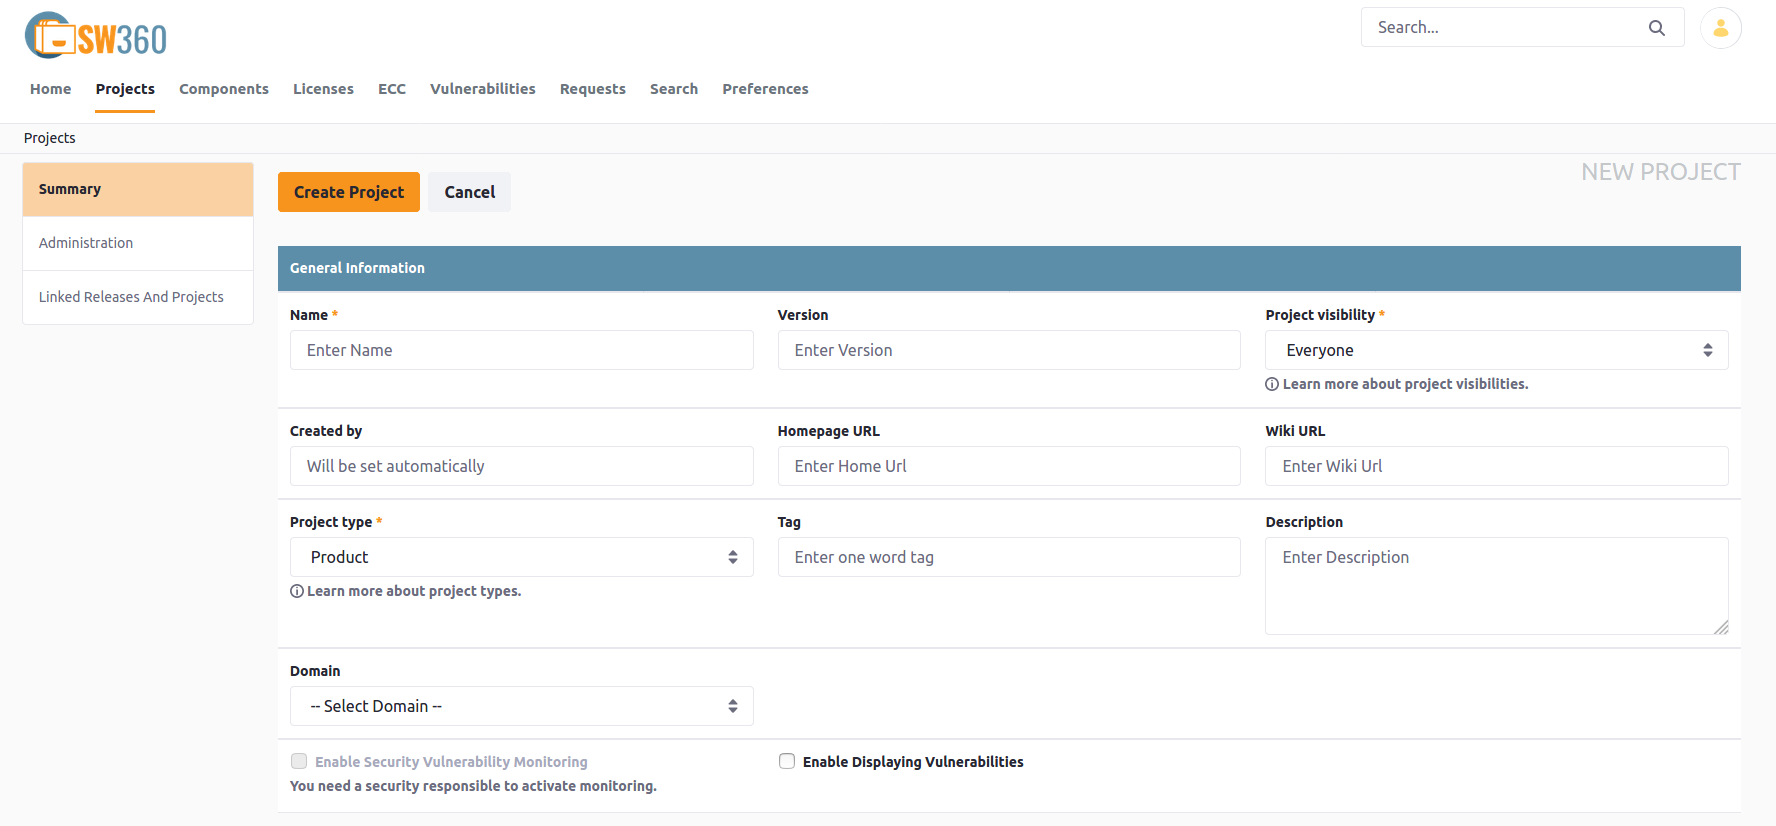 SW360
Search...
Home Projects Components Licenses ECC Vulnerabilities Requests Search Preferences
Projects
NEW PROJECT
Summary
Administration
Linked Releases And Projects
Create Project Cancel
General Information
Name * Version Project visibility *
Enter Name Enter Version Everyone
Learn more about project visibilities.
Created by Homepage URL Wiki URL
Will be set automatically Enter Home Url Enter Wiki Url
Project type * Tag Description
Product Enter one word tag Enter Description
Learn more about project types.
Domain
-- Select Domain --
Enable Security Vulnerability Monitoring Enable Displaying Vulnerabilities
You need a security responsible to activate monitoring.